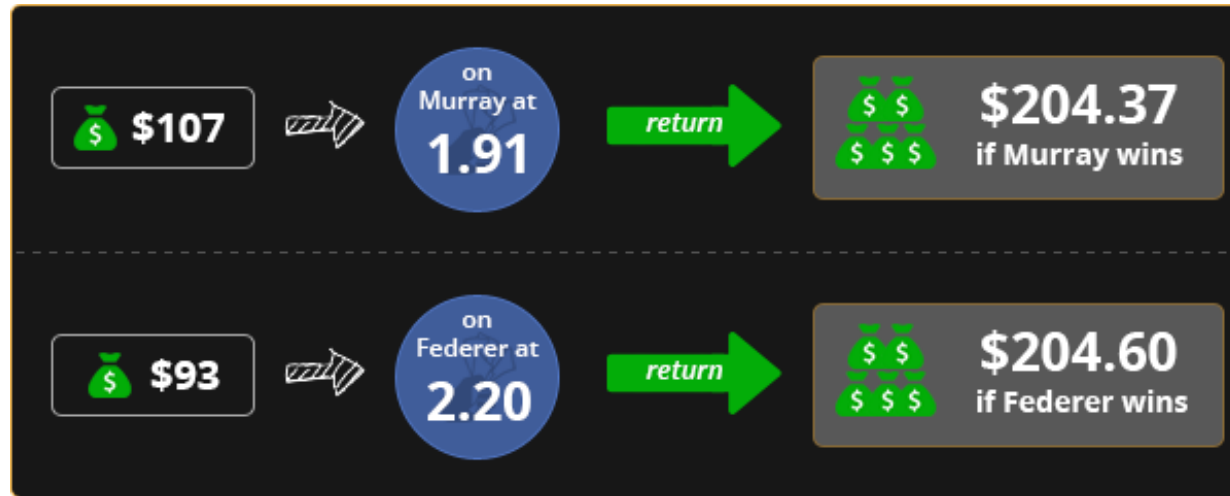 $107
on
Murray at
1.91
return
$204.37
if Murray wins
$93
on
Federer at
2.20
return
$204.60
if Federer wins